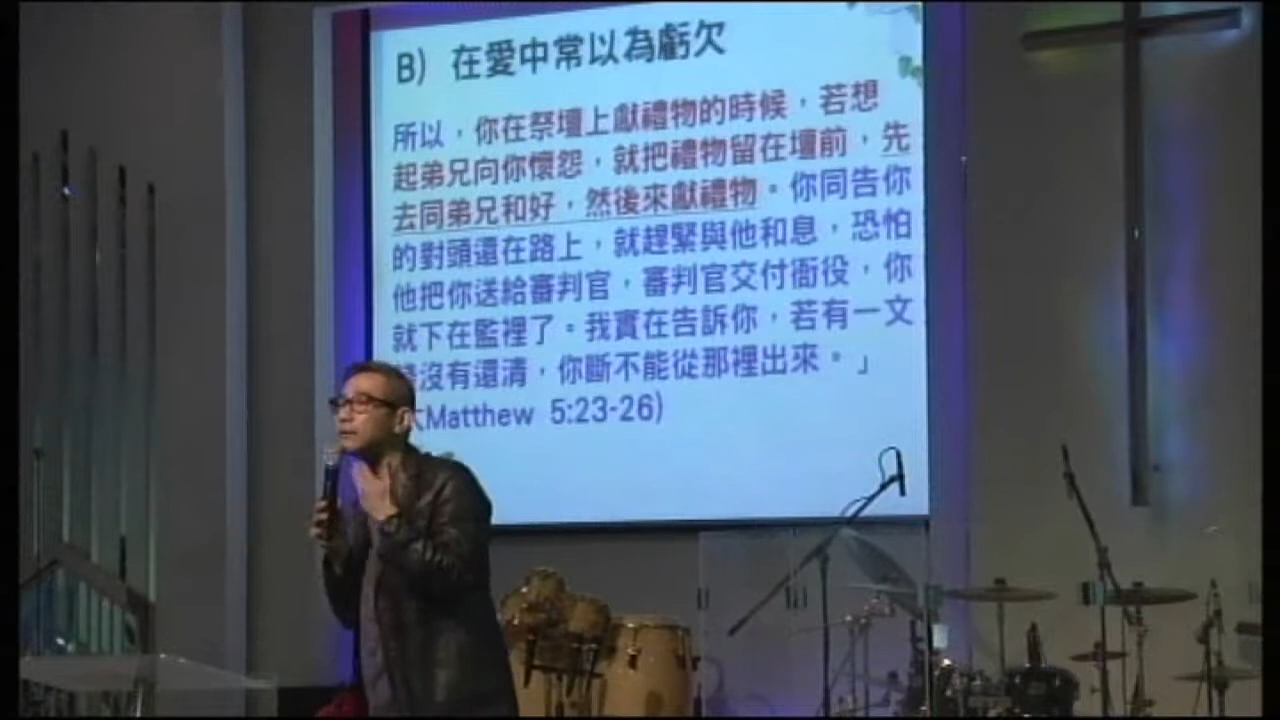 B) 在愛中常以為虧欠
所以，你在祭壇上獻禮物的時候，若想
起弟兄向你懷怨，就把禮物留在壇前，先
去同弟兄和好，然後來獻禮物。你同告你
的對頭還在路上，就趕緊與他和息，恐怕
他把你送給審判官，審判官交付衙役，你
就下在監裡了。我實在告訴你，若有一文
沒有還清，你斷不能從那裡出來。」
Matthew 5:23-26)